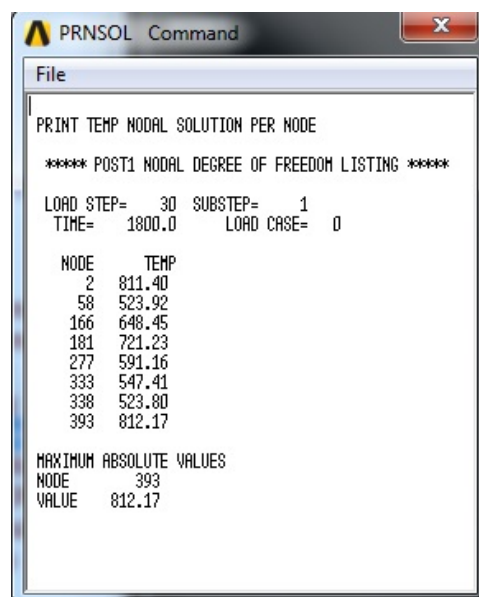 PRNSOL Command
File
PRINT TEMP NODAL SOLUTION PER NODE
***** POST1 NODAL DEGREE OF FREEDOM LISTING *****
LOAD STEP= 30 SUBSTEP= 1
TIME= 1800.0 LOAD CASE= 0
NODE TEMP
2 811.40
58 523.92
166 648.45
181 721.23
277 591.16
333 547.41
338 523.80
393 812.17
MAXIMUM ABSOLUTE VALUES
NODE 393
VALUE 812.17